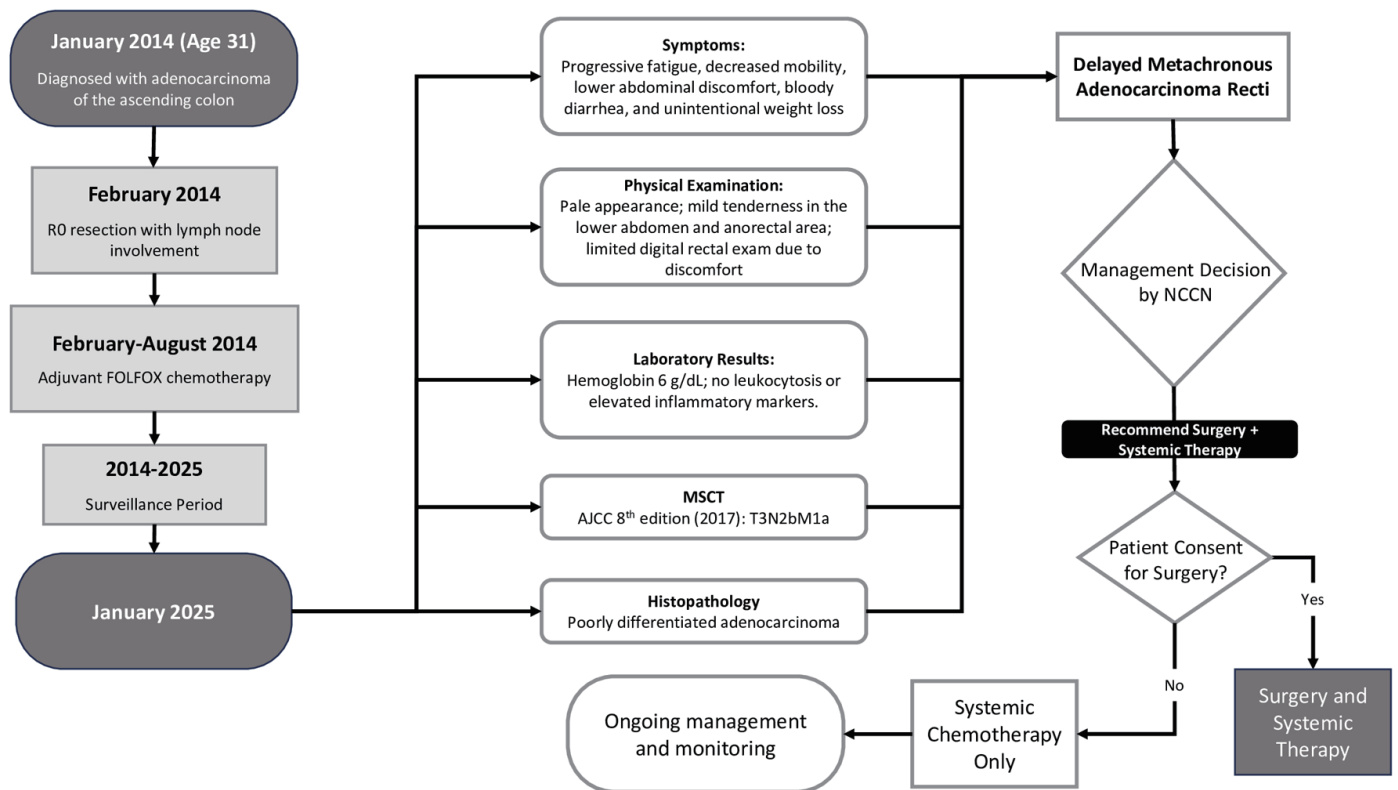 January 2014 (Age 31)
Diagnosed with adenocarcinoma
of the ascending colon
February 2014
R0 resection with lymph node
involvement
February-August 2014
Adjuvant FOLFOX chemotherapy
2014-2025
Surveillance Period
January 2025
Symptoms:
Progressive fatigue, decreased mobility,
lower abdominal discomfort, bloody
diarrhea, and unintentional weight loss
Physical Examination:
Pale appearance; mild tenderness in the
lower abdomen and anorectal area;
limited digital rectal exam due to
discomfort
Laboratory Results:
Hemoglobin 6 g/dL; no leukocytosis or
elevated inflammatory markers.
MSCT
AJCC 8th edition (2017): T3N2bM1a
Histopathology
Poorly differentiated adenocarcinoma
Delayed Metachronous
Adenocarcinoma Recti
Management Decision
by NCCN
Recommend Surgery +
Systemic Therapy
Patient Consent
for Surgery?
Yes
No
Surgery and
Systemic
Therapy
Systemic
Chemotherapy
Only
Ongoing management
and monitoring